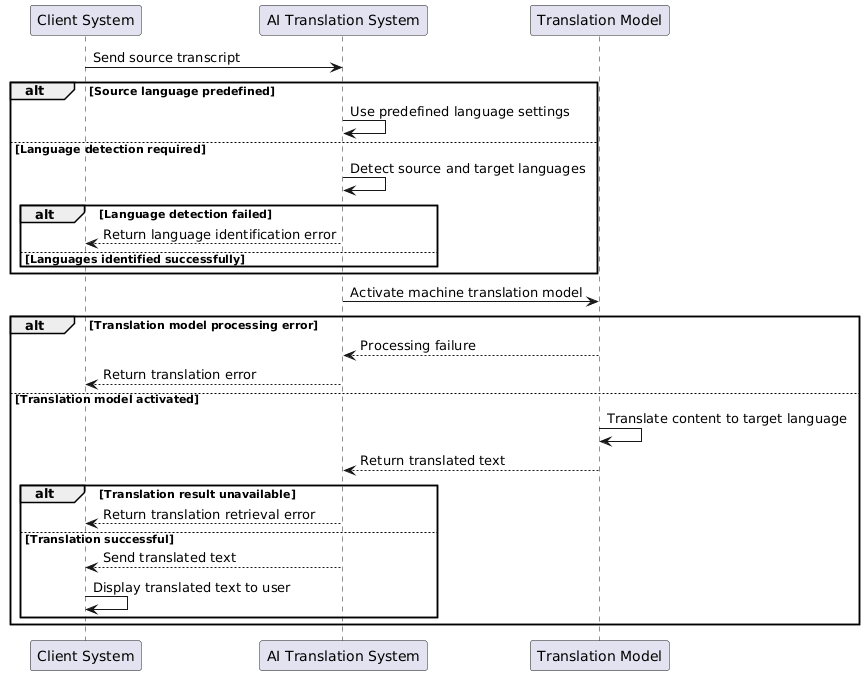 Client System
AI Translation System
Translation Model
Send source transcript
alt
[Source language predefined]
Use predefined language settings
[Language detection required]
Detect source and target languages
alt
[Language detection failed]
Return language identification error
[Languages identified successfully]
Activate machine translation model
alt
[Translation model processing error]
Processing failure
Return translation error
[Translation model activated]
Translate content to target language
Return translated text
alt
[Translation result unavailable]
Return translation retrieval error
[Translation successful]
Send translated text
Display translated text to user
Client System
AI Translation System
Translation Model